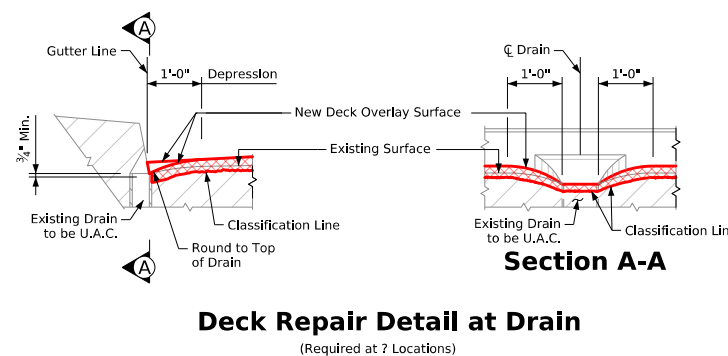 A
Gutter Line
1'-0"
Depression
¾" Min.
New Deck Overlay Surface
Existing Surface
Existing Drain
to be U.A.C.
Classification Line
Round to Top
of Drain
A
℄ Drain
1'-0"
1'-0"
Existing Drain
to be U.A.C.
Classification Lin
Section A-A
Deck Repair Detail at Drain
(Required at ? Locations)